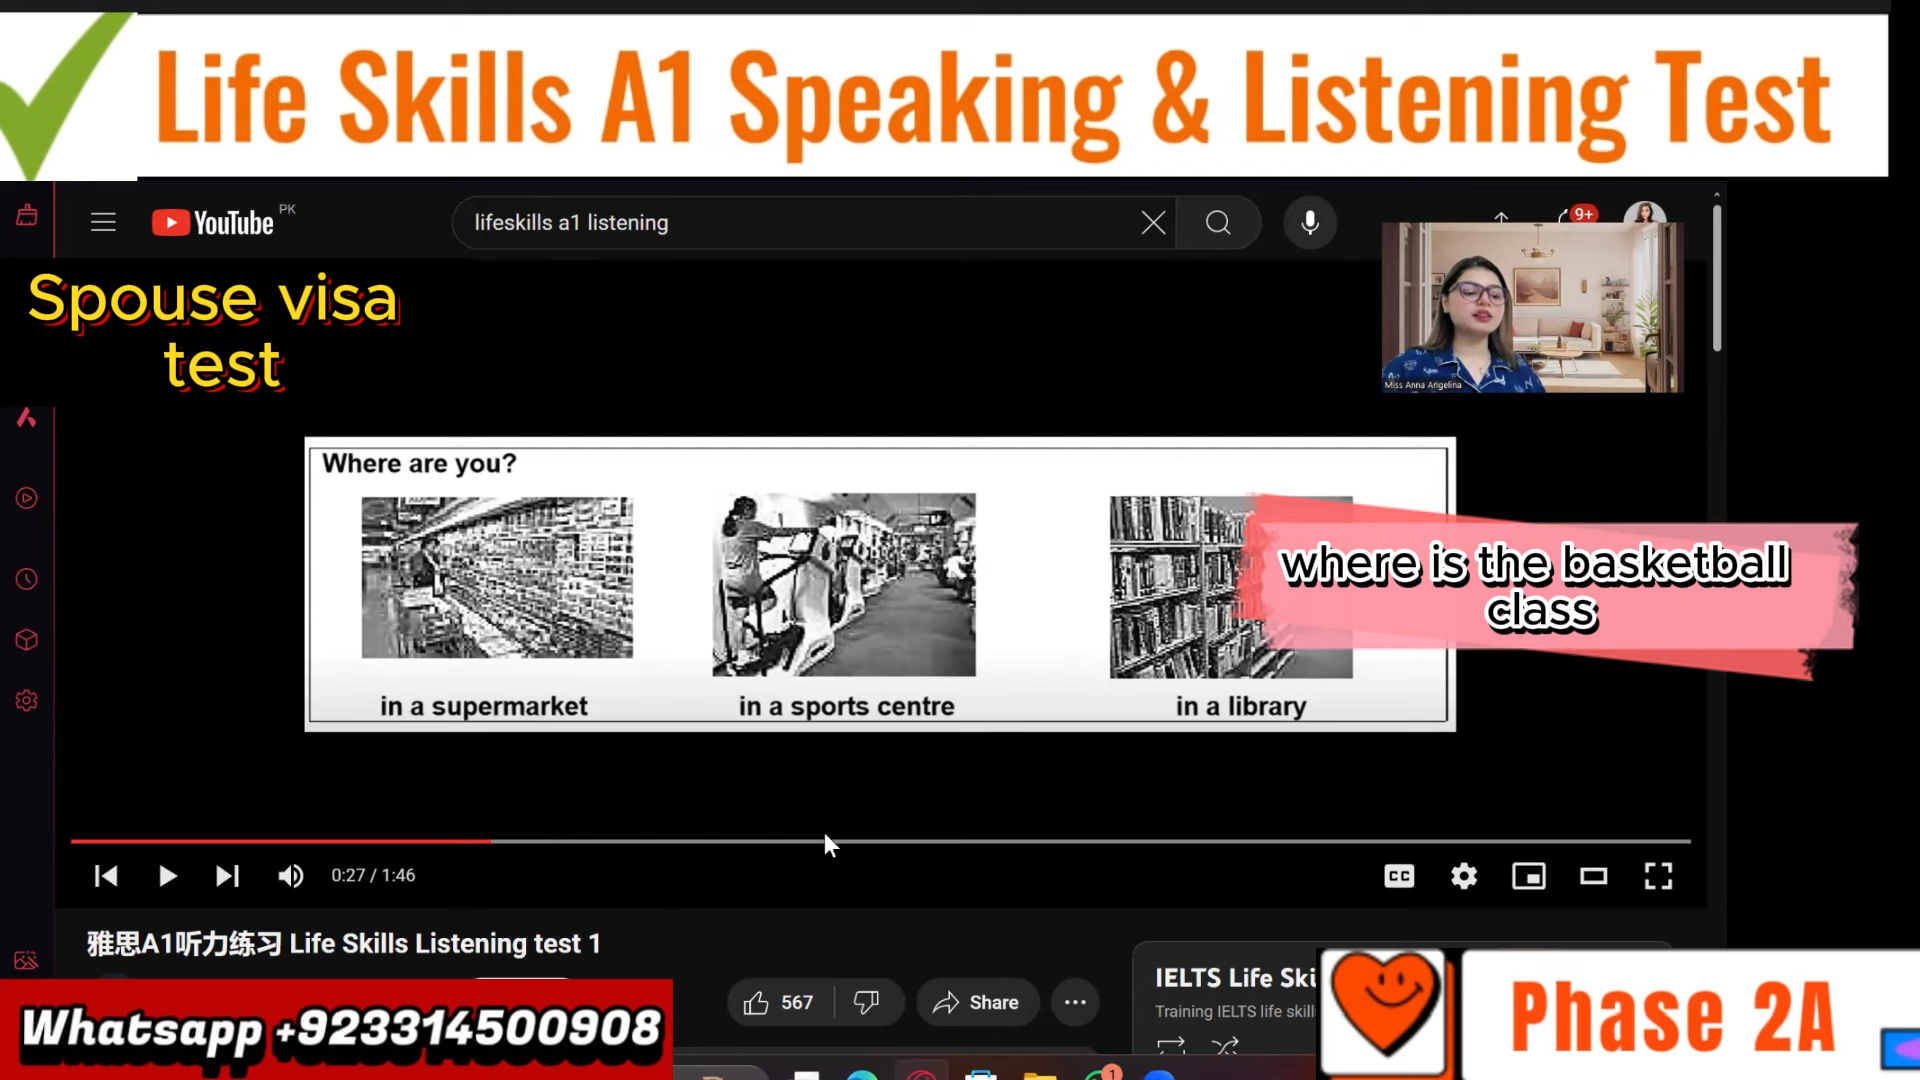 Life Skills A1 Speaking & Listening Test
YouTube PK
lifeskills a1 listening
9+
Spouse visa
test
Miss Anna Angelina
Where are you?
where is the basketball
class
in a supermarket
in a sports centre
in a library
0:27 / 1:46
CC
雅思A1听力练习 Life Skills Listening test 1
IELTS Life Ski
Training IELTS life skill
567
Share
Whatsapp +923314500908
Phase 2A
1